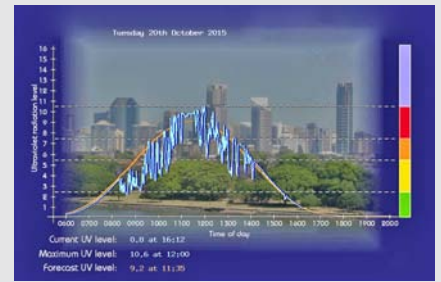 Tuesday 20th October 2015
16
15
14
13
12
11
10
9
8
7
6
5
4
3
2
1
Ultraviolet radiation level
0600 0700 0800 0900 1000 1100 1200 1300 1400 1500 1600 1700 1800 1900 2000
Time of day
Current UV level: 0.8 at 16:12
Maximum UV level: 10.6 at 12:00
Forecast UV level: 9.2 at 11:35